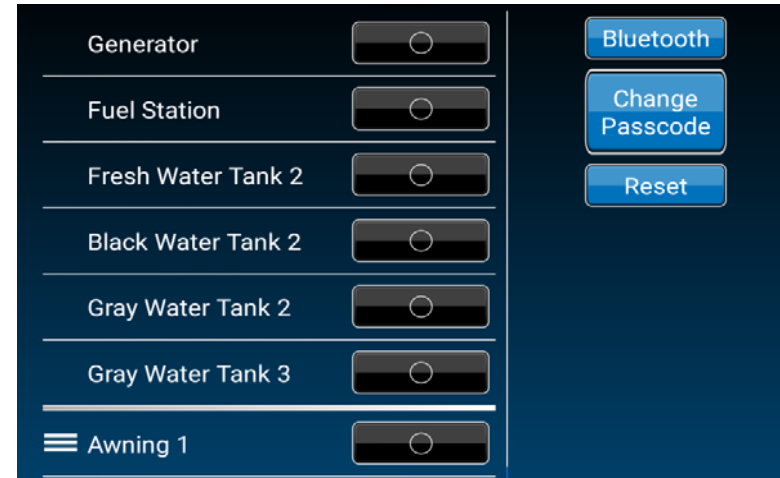 Generator
Fuel Station
Fresh Water Tank 2
Black Water Tank 2
Gray Water Tank 2
Gray Water Tank 3
Awning 1
Bluetooth
Change
Passcode
Reset